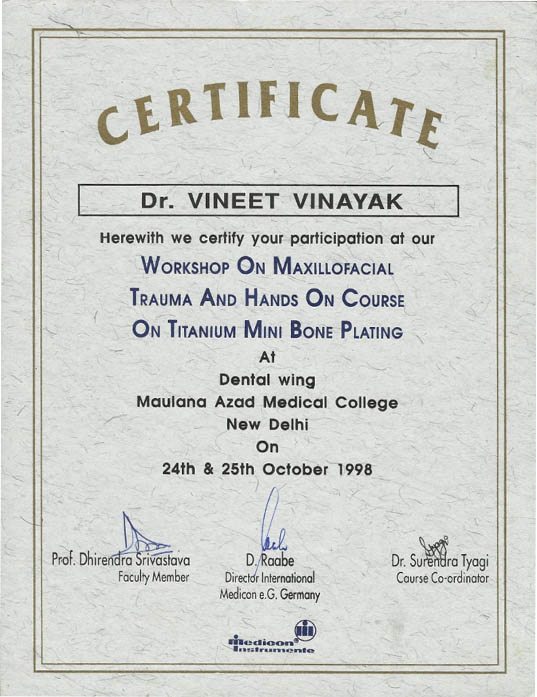 CERTIFICATE
Dr. VINEET VINAYAK
Herewith we certify your participation at our
WORKSHOP ON MAXILLOFACIAL
TRAUMA AND HANDS ON COURSE
ON TITANIUM MINI BONE PLATING
At
Dental wing
Maulana Azad Medical College
New Delhi
On
24th & 25th October 1998
Prof. Dhirendra Srivastava
Faculty Member
D. Raabe
Director International
Medicon e.G. Germany
Dr. Surendra Tyagi
Course Co-ordinator
medicon®
Instrumente